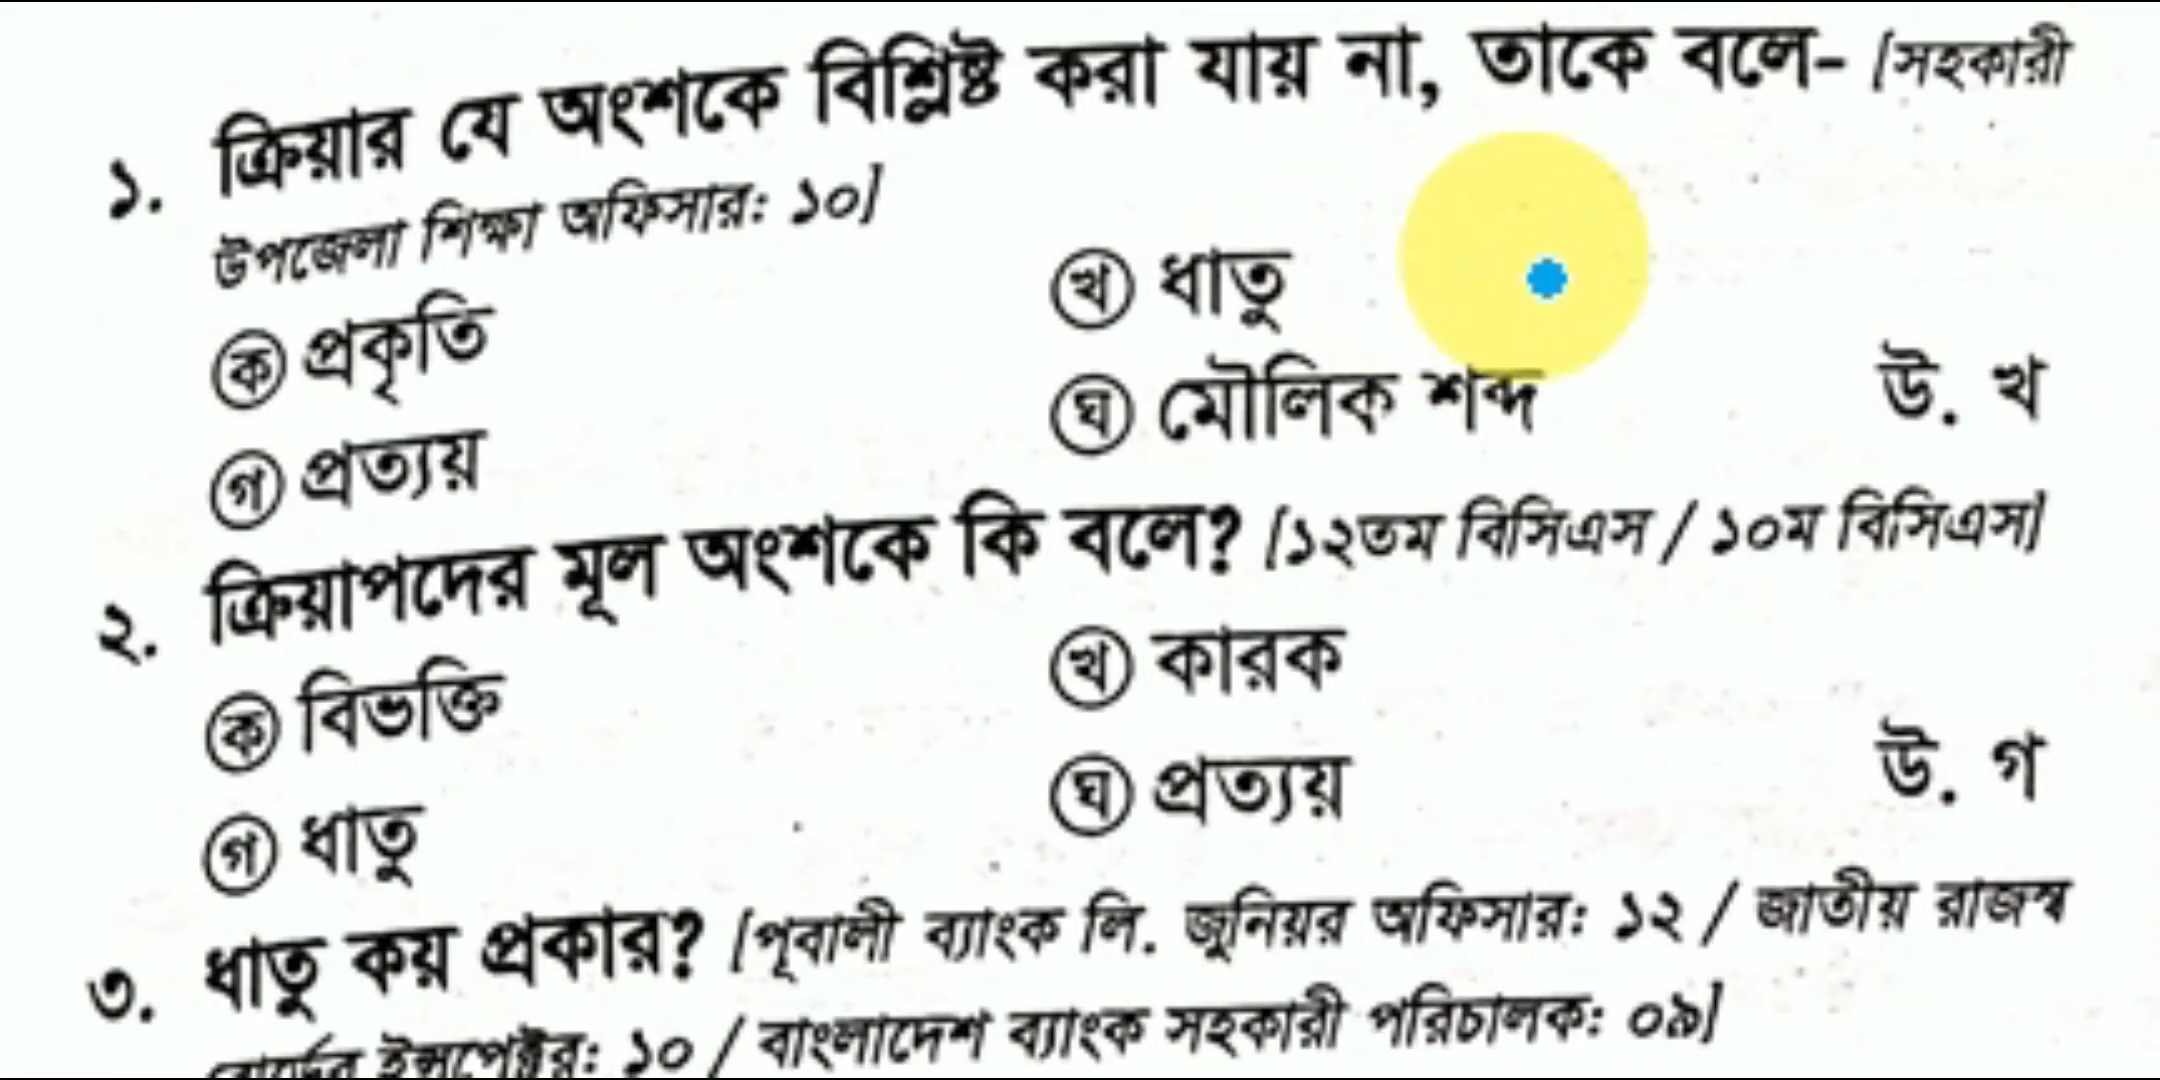 ১. ক্রিয়ার যে অংশকে বিশ্লিষ্ট করা যায় না, তাকে বলে- [সহকারী
উপজেলা শিক্ষা অফিসার: ১০]
ক প্রকৃতি খ ধাতু
গ প্রত্যয় ঘ মৌলিক শব্দ উ. খ
২. ক্রিয়াপদের মূল অংশকে কি বলে? [১২তম বিসিএস / ১০ম বিসিএস]
ক বিভক্তি খ কারক
গ ধাতু ঘ প্রত্যয় উ. গ
৩. ধাতু কয় প্রকার? [পূবালী ব্যাংক লি. জুনিয়র অফিসার: ১২ / জাতীয় রাজস্ব
বোর্ডের ইন্সপেক্টর: ১০ / বাংলাদেশ ব্যাংক সহকারী পরিচালক: ০৯]